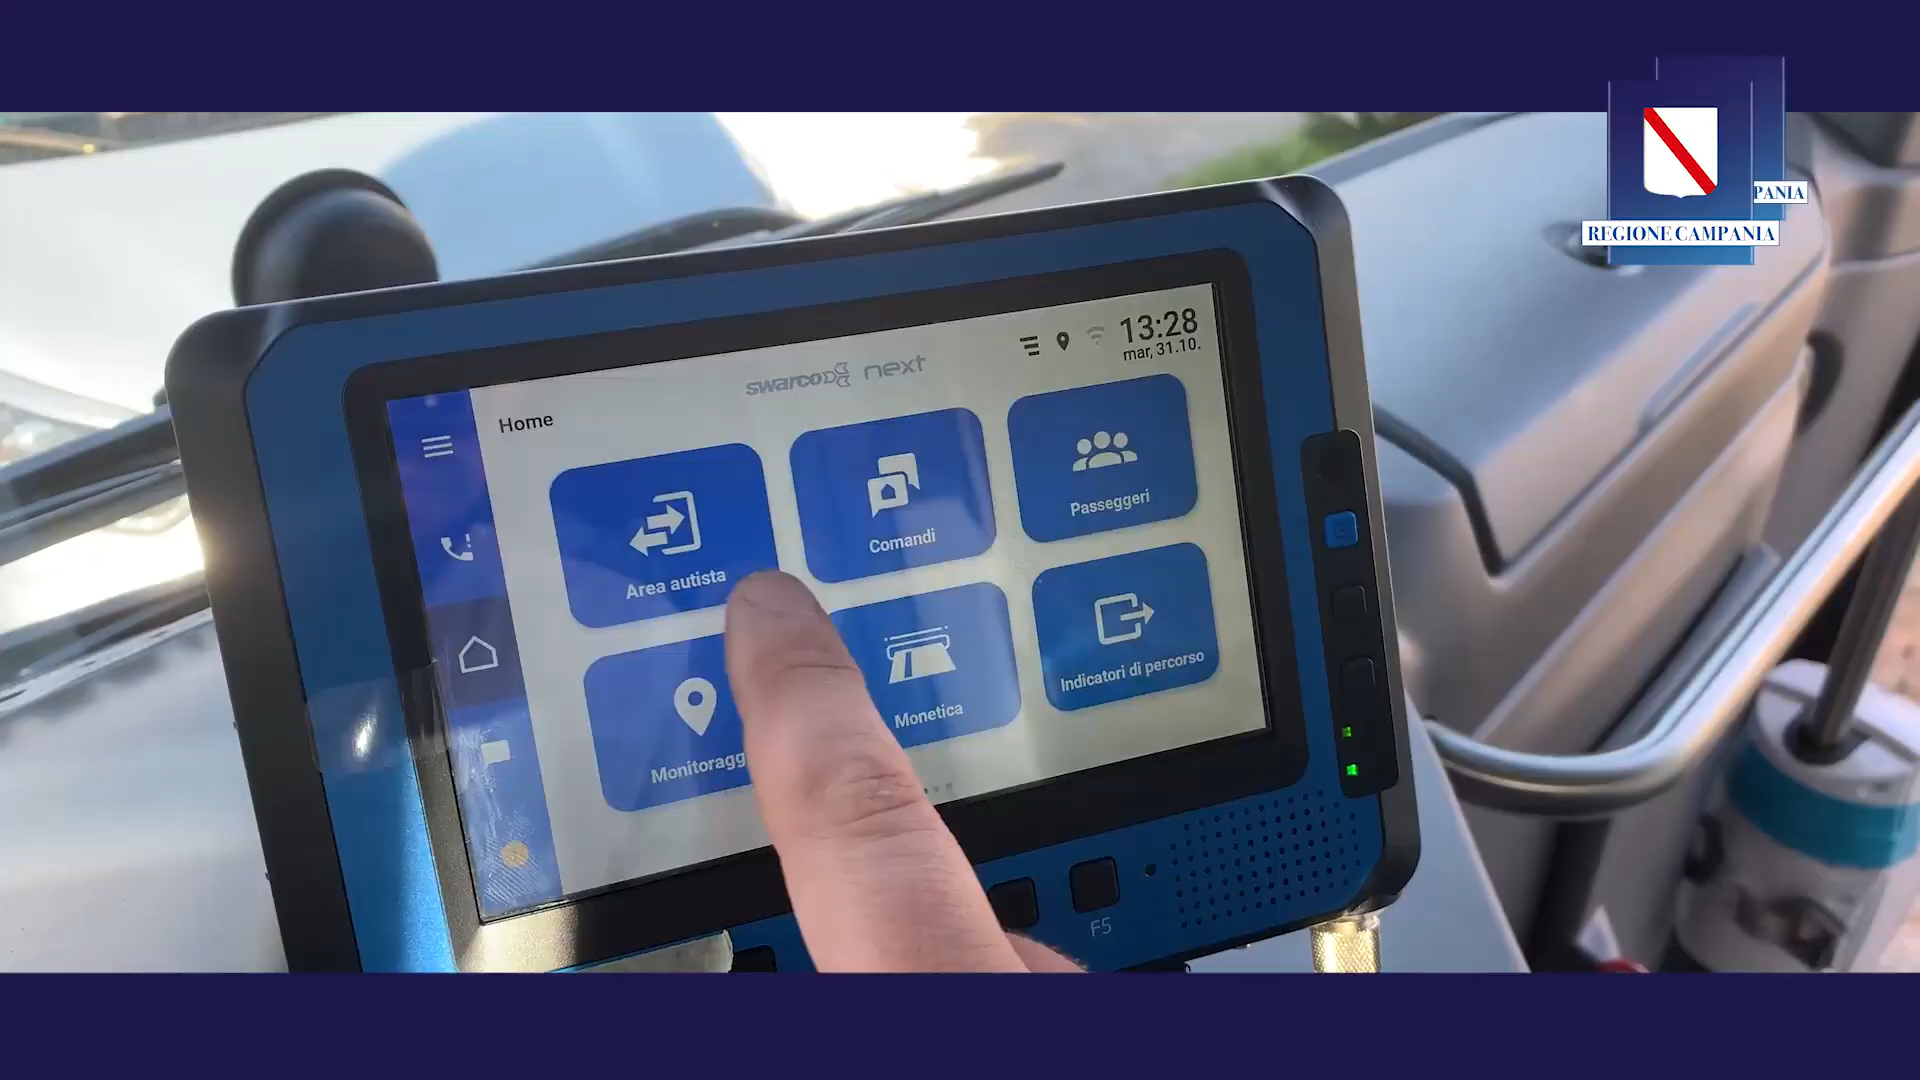 PANIA
REGIONE CAMPANIA
swarco next
13:28
mar, 31.10.
Home
Area autista
Comandi
Passeggeri
Monitoragg
Monetica
Indicatori di percorso
F5